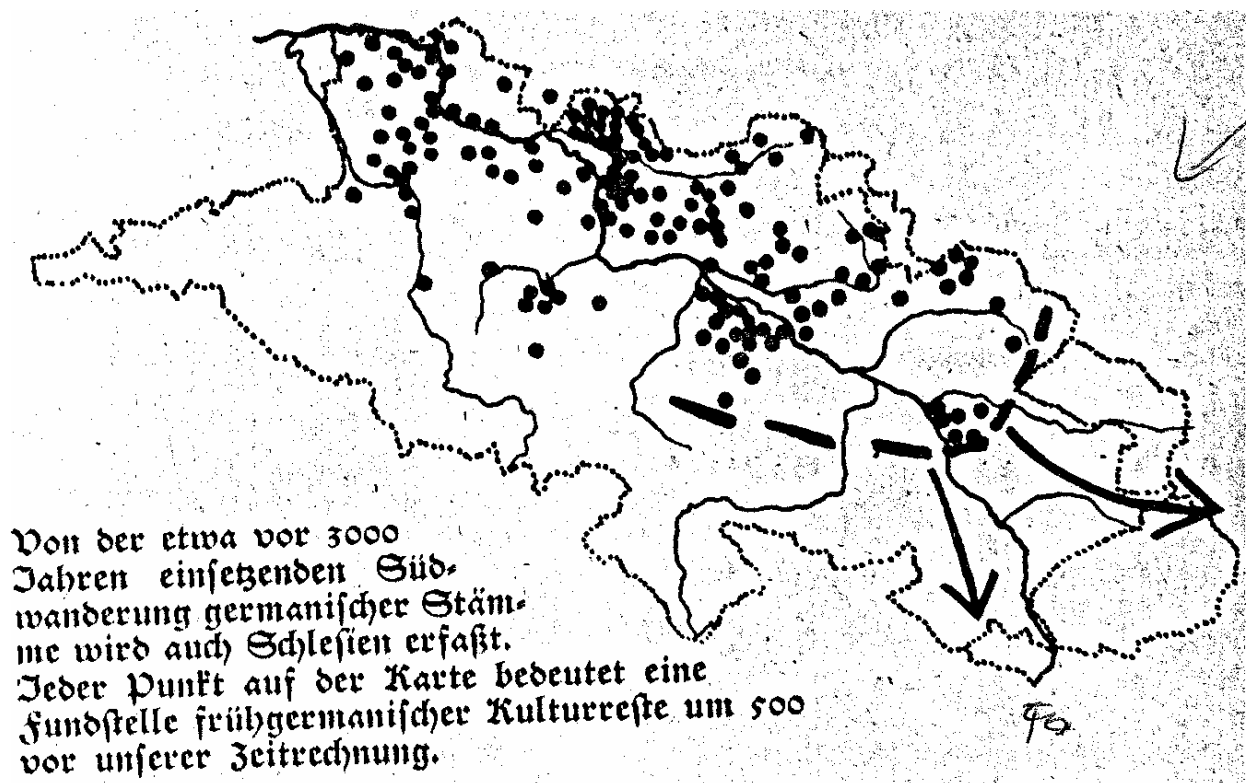 Von der etwa vor 3000
Jahren einsetzenden Süd-
wanderung germanischer Stäm-
me wird auch Schlesien erfaßt.
Jeder Punkt auf der Karte bedeutet eine
Fundstelle frühgermanischer Kulturreste um 500
vor unserer Zeitrechnung.